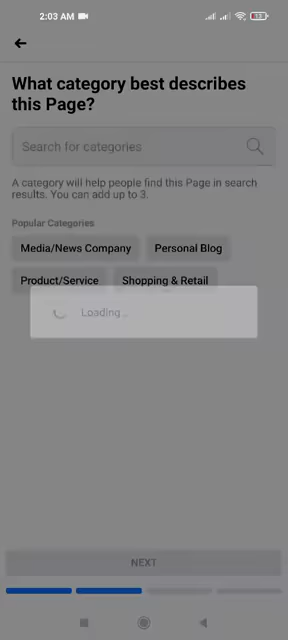 2:03 AM
13
What category best describes
this Page?
Search for categories
A category will help people find this Page in search
results. You can add up to 3.
Popular Categories
Media/News Company
Personal Blog
Product/Service
Shopping & Retail
Loading...
NEXT